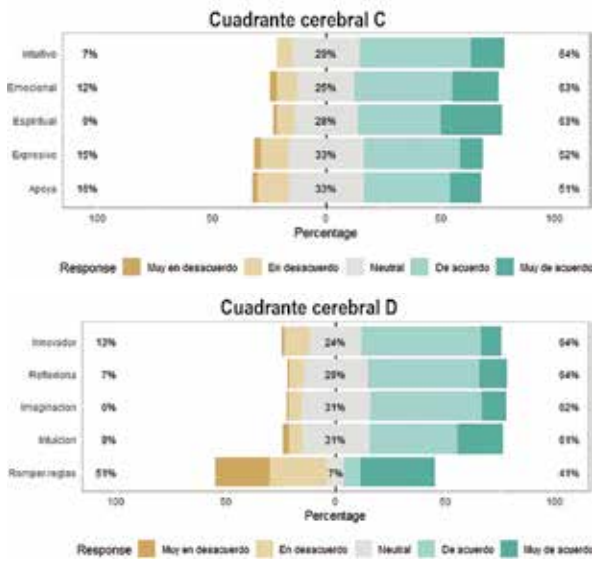 Cuadrante cerebral C
Intuitivo 7% 29% 64%
Emocional 12% 25% 63%
Espiritual 9% 28% 63%
Expresivo 15% 33% 52%
Apoya 16% 33% 51%
100 50 0 50 100
Percentage
Response Muy en desacuerdo En desacuerdo Neutral De acuerdo Muy de acuerdo
Cuadrante cerebral D
Innovador 13% 24% 64%
Reflexiona 7% 29% 64%
Imaginacion 31% 62%
Intuicion 31% 61%
Romper.reglas 51% 7% 41%
100 50 0 50 100
Percentage
Response Muy en desacuerdo En desacuerdo Neutral De acuerdo Muy de acuerdo